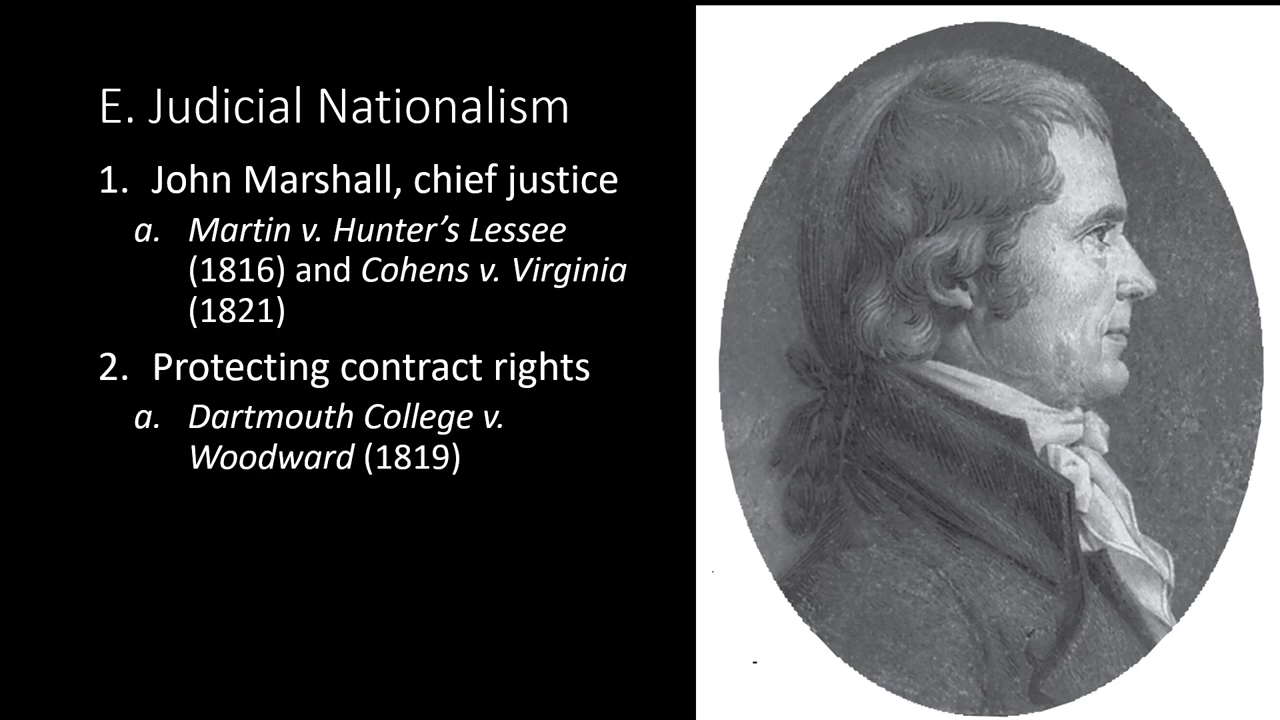 E. Judicial Nationalism
1. John Marshall, chief justice
a. Martin v. Hunter’s Lessee
(1816) and Cohens v. Virginia
(1821)
2. Protecting contract rights
a. Dartmouth College v.
Woodward (1819)